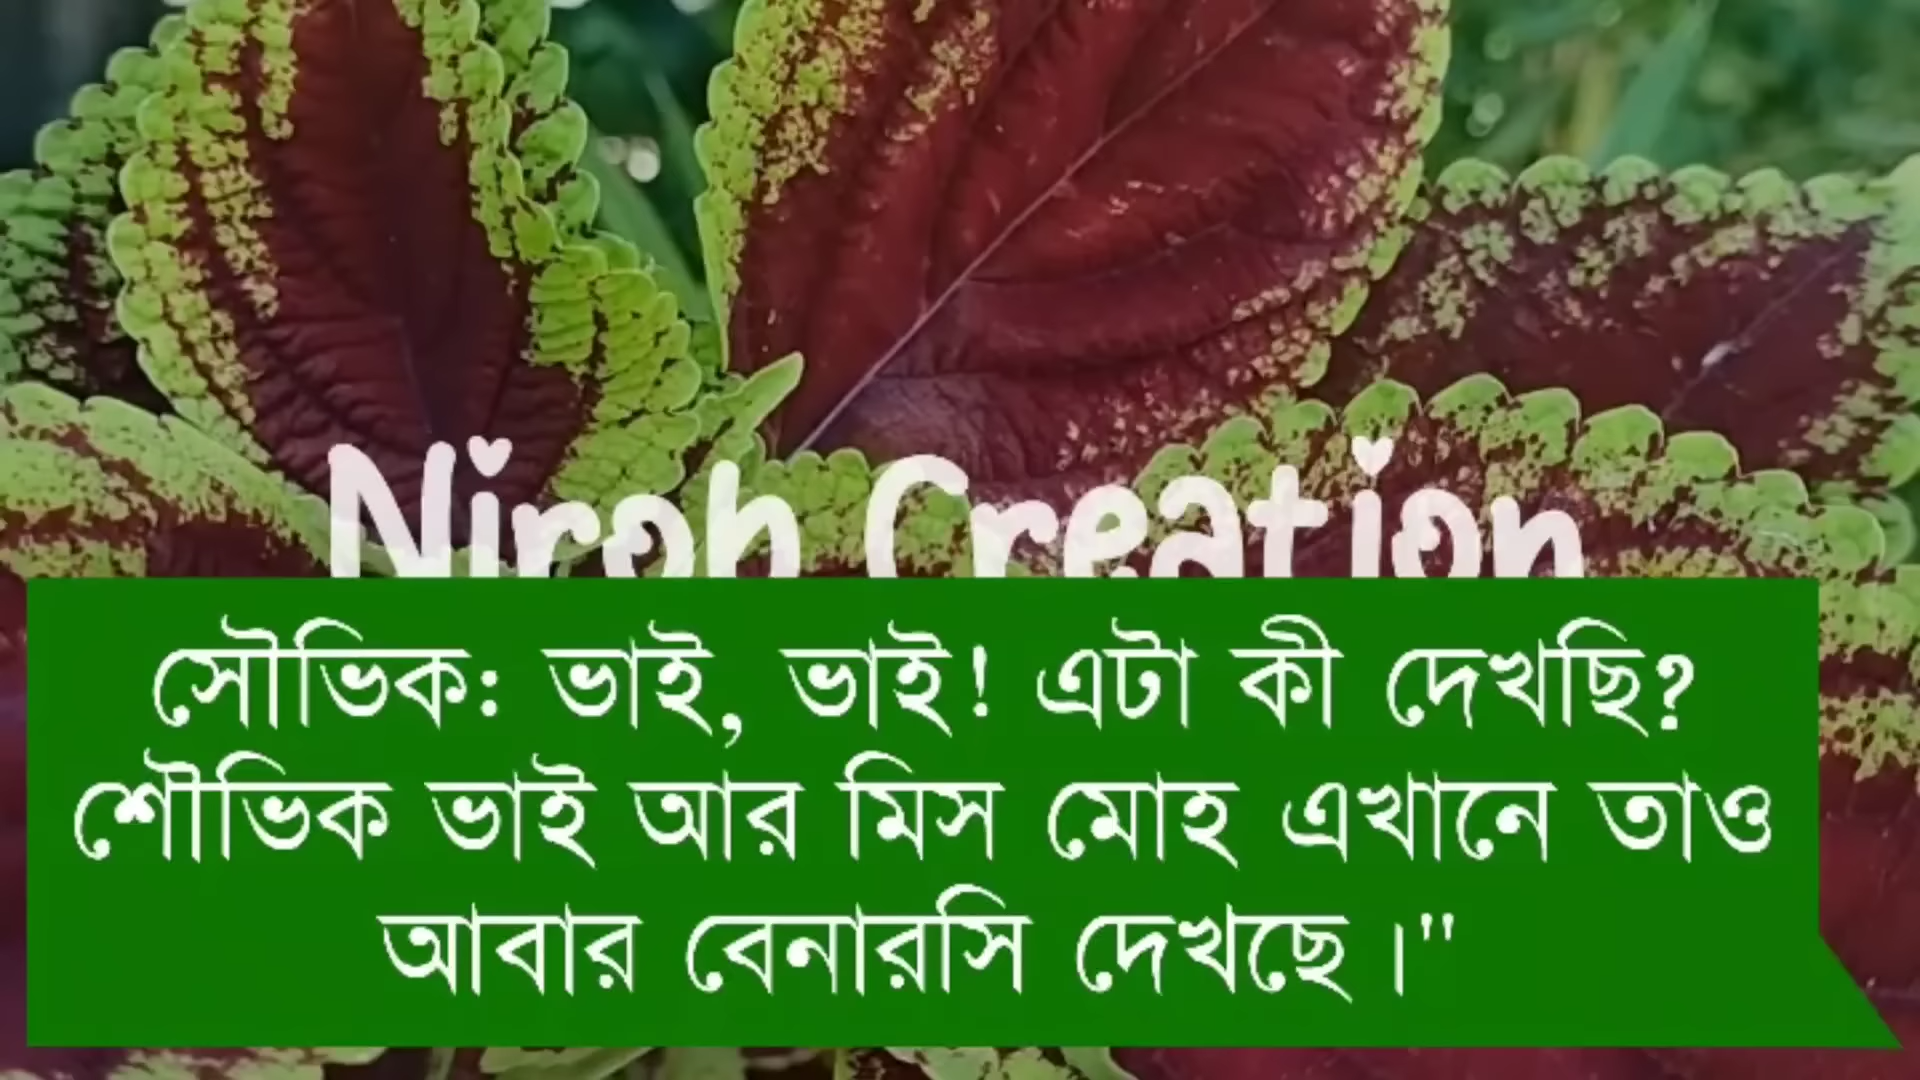 Niroh Creation
সৌভিক: ভাই, ভাই! এটা কী দেখছি?
শৌভিক ভাই আর মিস মোহ এখানে তাও
আবার বেনারসি দেখছে।"